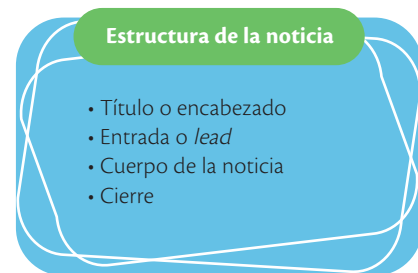 Estructura de la noticia
• Título o encabezado
• Entrada o lead
• Cuerpo de la noticia
• Cierre